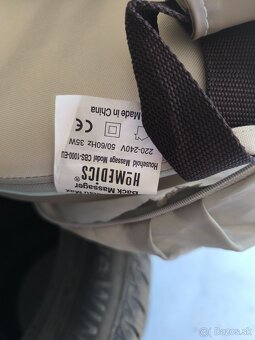 Back Massager
HoMEDICS®
Household Massage Model: CBS-1000-EU
220-240V 50/60Hz 35W
CE
Made in China
bazos.sk